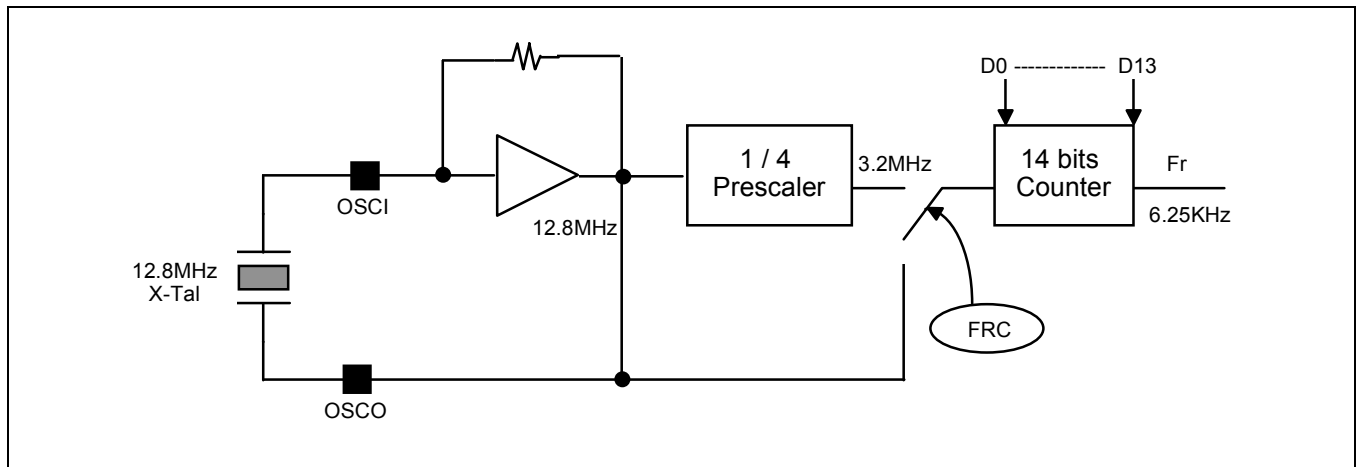 D0 ------------- D13
OSCI
12.8MHz
1 / 4
Prescaler
3.2MHz
14 bits
Counter
Fr
6.25KHz
12.8MHz
X-Tal
FRC
OSCO